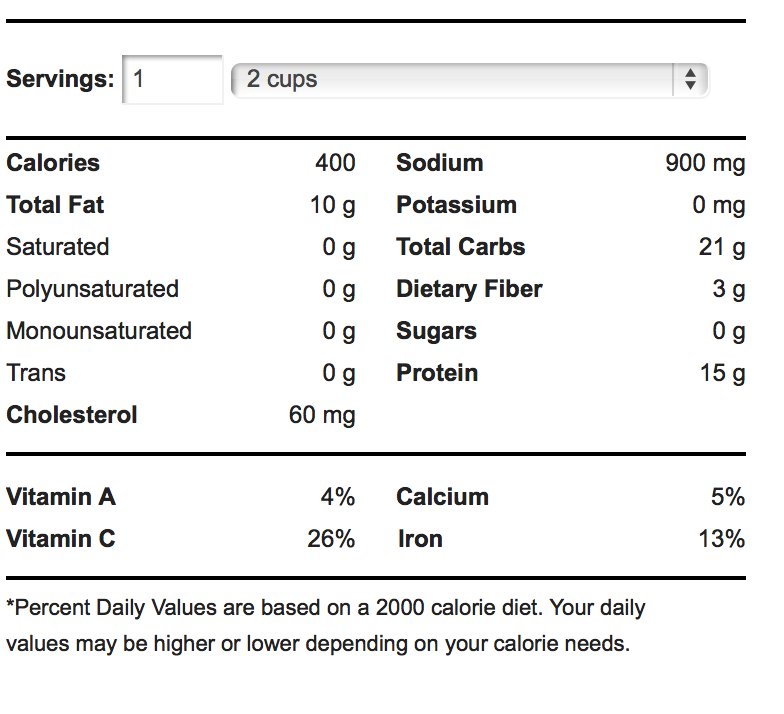 Servings: 1 2 cups
Calories 400 Sodium 900 mg
Total Fat 10 g Potassium 0 mg
Saturated 0 g Total Carbs 21 g
Polyunsaturated 0 g Dietary Fiber 3 g
Monounsaturated 0 g Sugars 0 g
Trans 0 g Protein 15 g
Cholesterol 60 mg
Vitamin A 4% Calcium 5%
Vitamin C 26% Iron 13%
*Percent Daily Values are based on a 2000 calorie diet. Your daily
values may be higher or lower depending on your calorie needs.